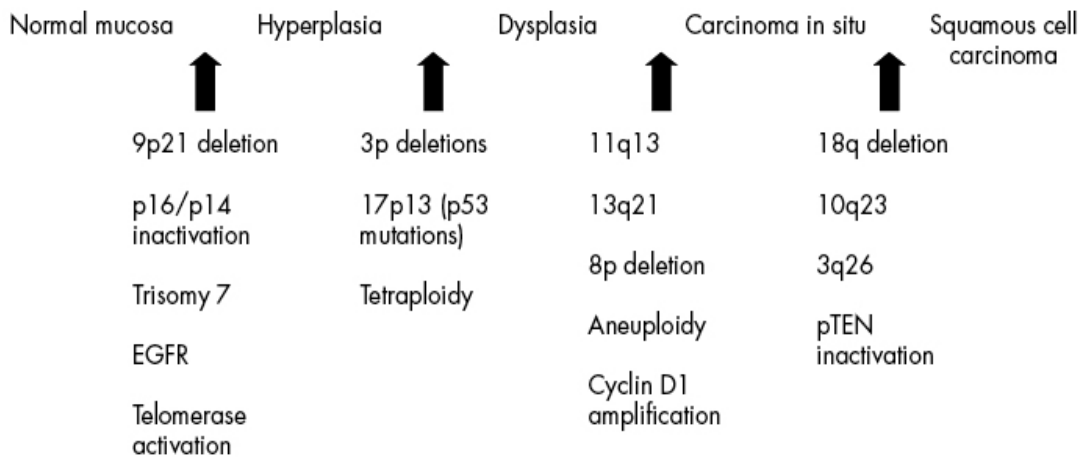 Normal mucosa Hyperplasia Dysplasia Carcinoma in situ Squamous cell
carcinoma
9p21 deletion
p16/p14
inactivation
Trisomy 7
EGFR
Telomerase
activation
3p deletions
17p13 (p53
mutations)
Tetraploidy
11q13
13q21
8p deletion
Aneuploidy
Cyclin D1
amplification
18q deletion
10q23
3q26
pTEN
inactivation